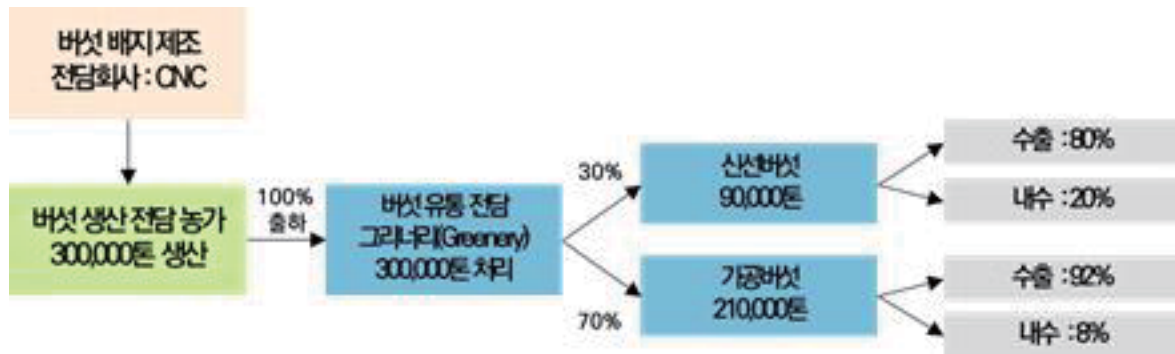 버섯 배지 제조
전담회사 : CNC
버섯 생산 전담 농가
300,000톤 생산
100%
출하
버섯 유통 전담
그리너리(Greenery)
300,000톤 처리
30%
신선버섯
90,000톤
수출 :80%
내수 :20%
70%
가공버섯
210,000톤
수출 :92%
내수 :8%